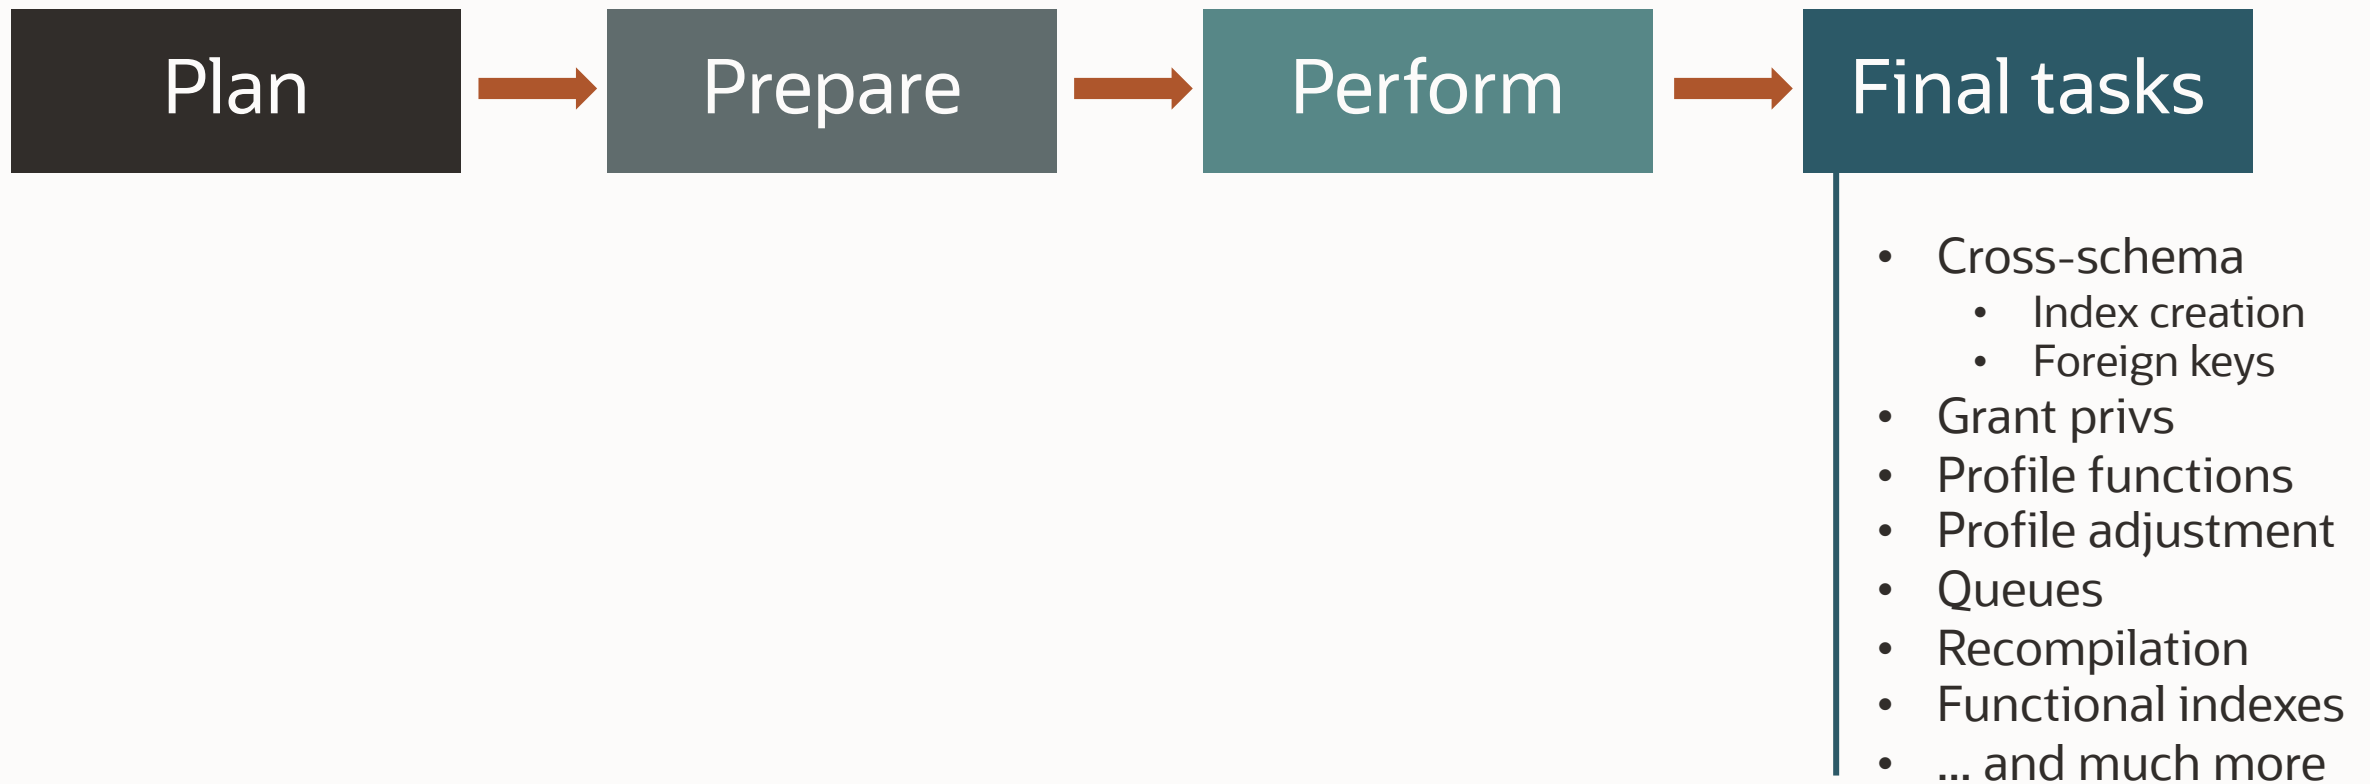 Plan
Prepare
Perform
Final tasks
• Cross-schema
• Index creation
• Foreign keys
• Grant privs
• Profile functions
• Profile adjustment
• Queues
• Recompilation
• Functional indexes
• ... and much more